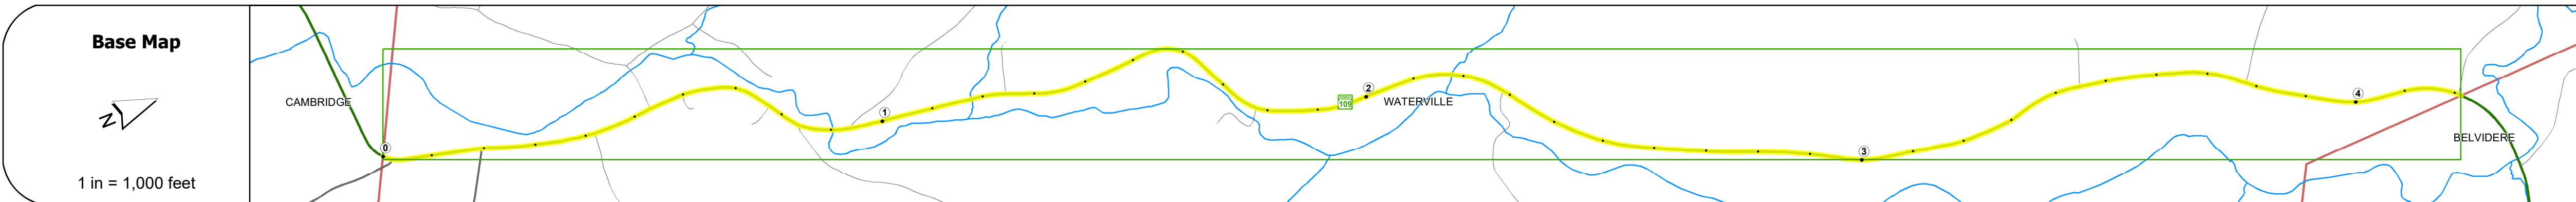 Base Map
N
1 in = 1,000 feet
CAMBRIDGE
0
1
109
2
WATERVILLE
3
4
BELVIDERE